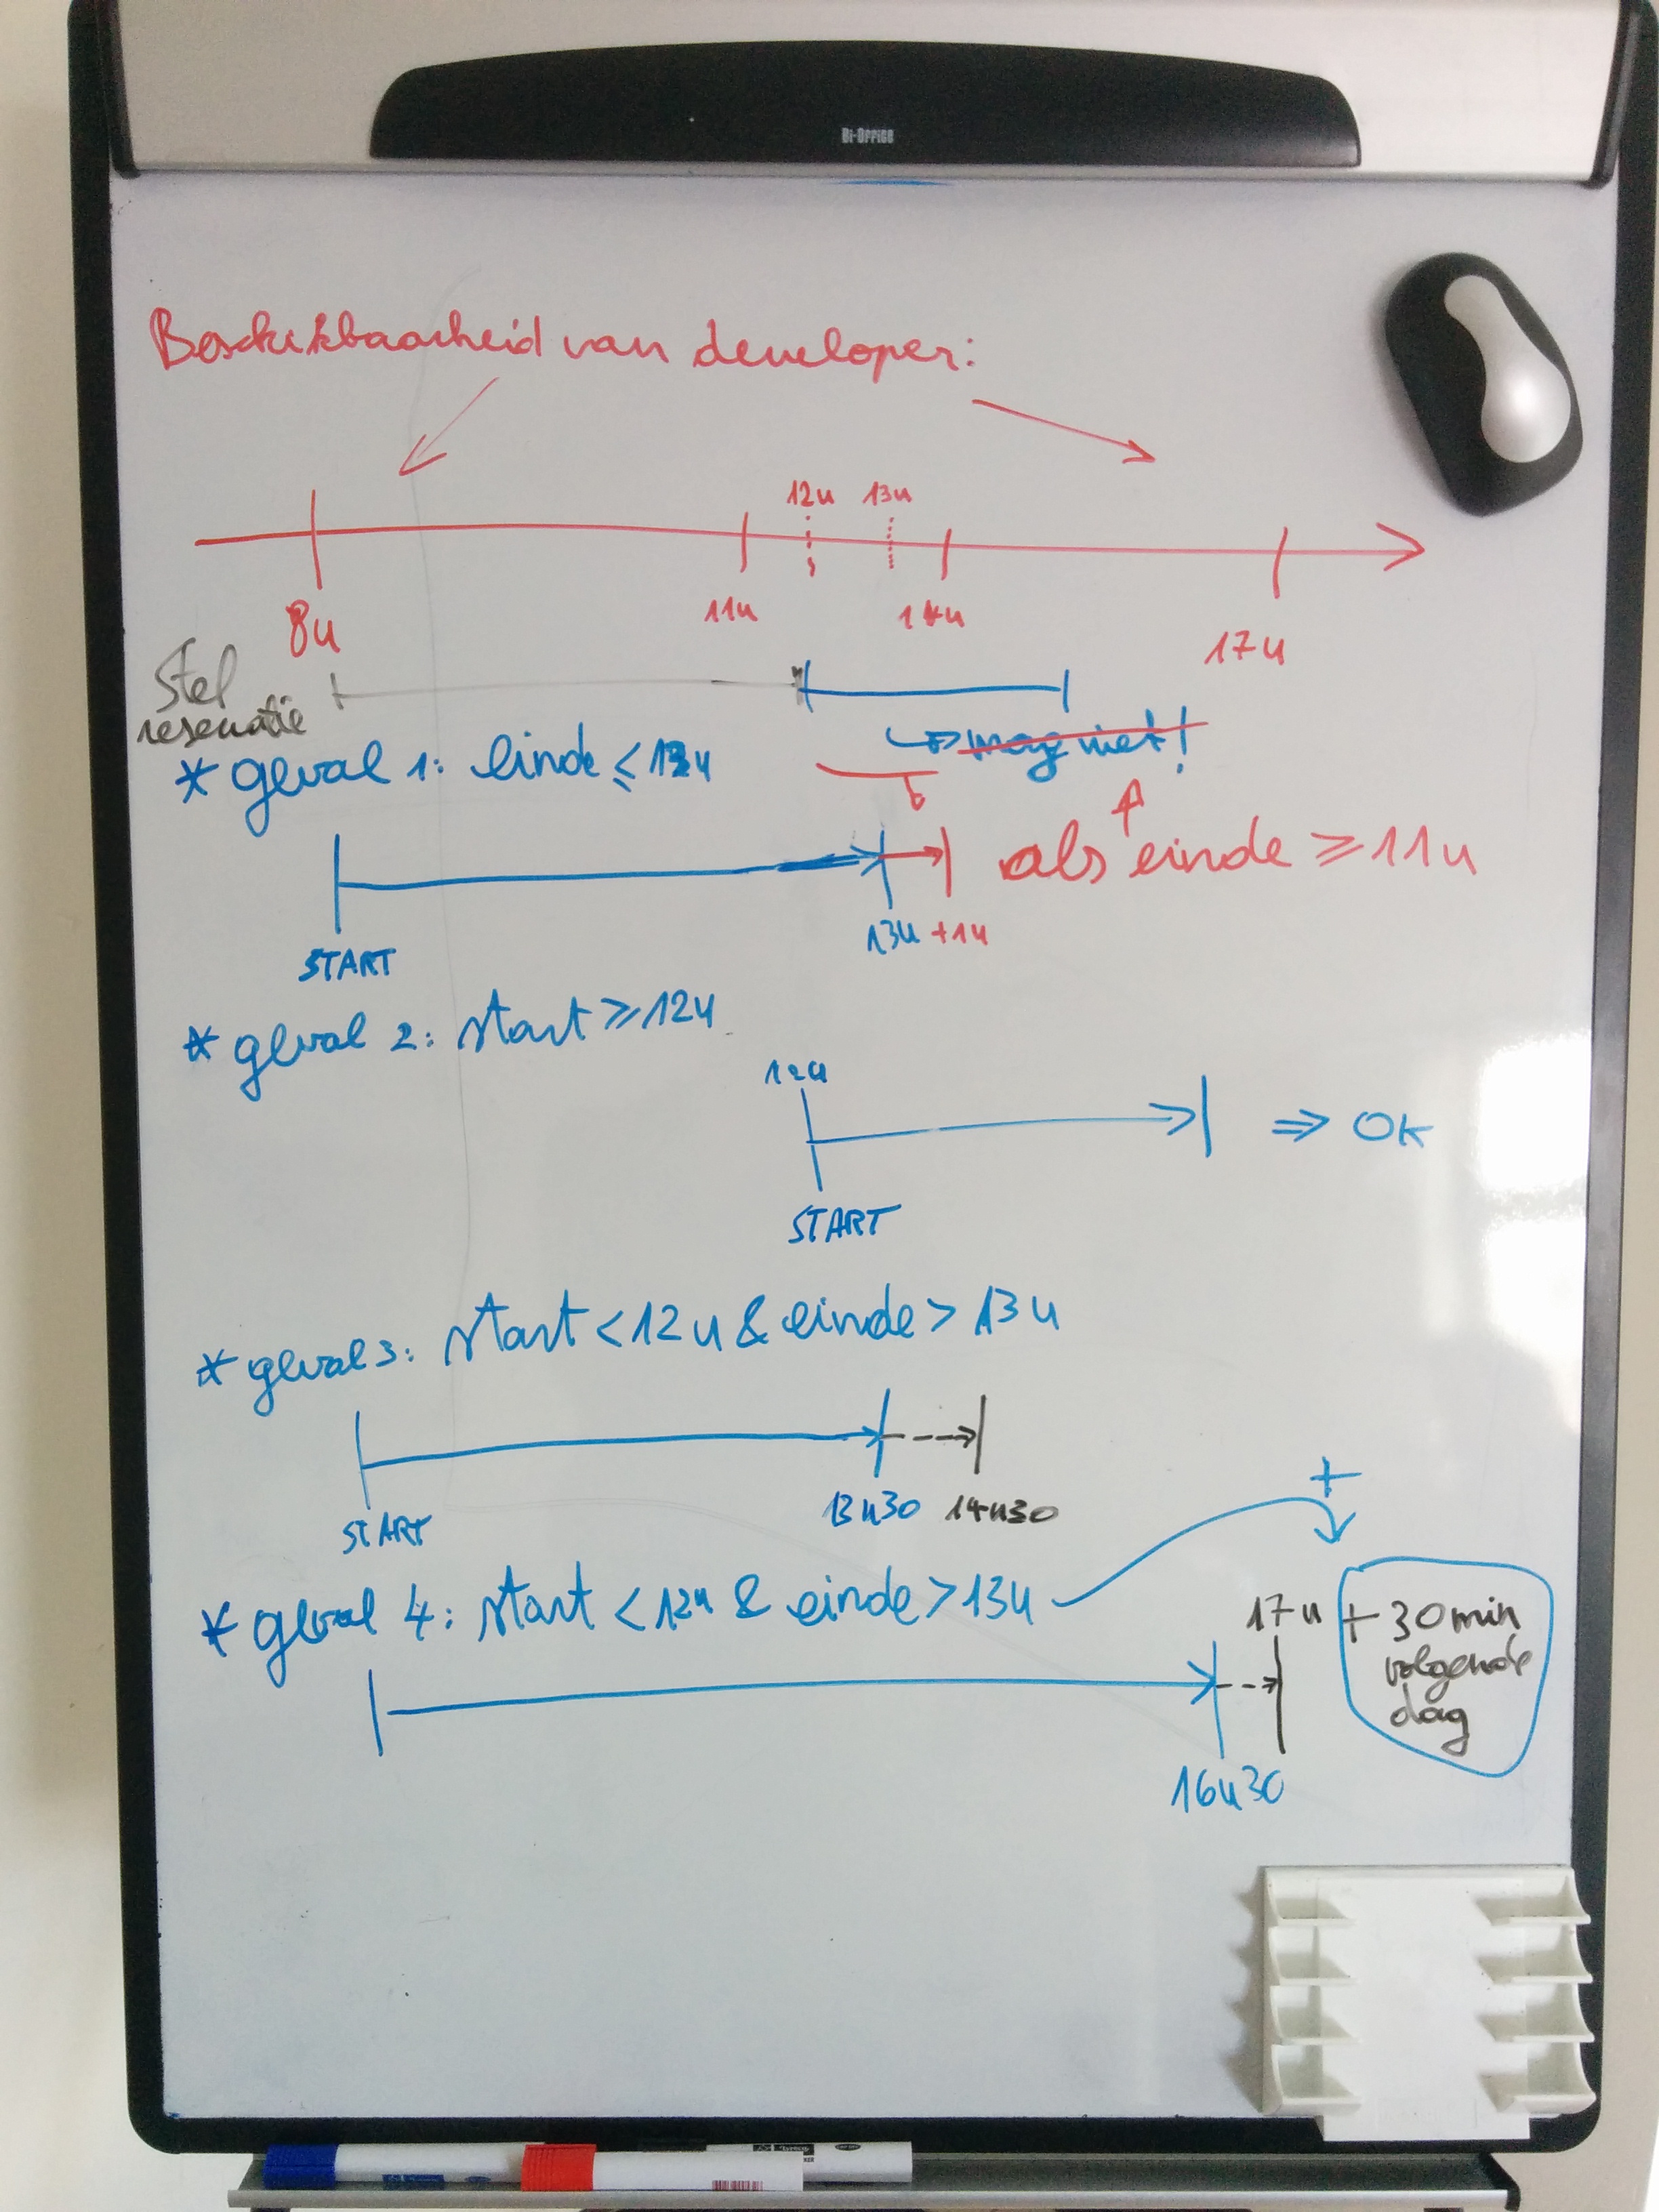 Bi-Office
Beschikbaarheid van developer:
12u 13u
8u 11u 14u 17u
Stel
reservatie
↳ mag niet!
* geval 1: einde ≤ 13u
als einde ≥ 11u
13u +1u
START
* geval 2: start ≥ 12u
12u
⇒ OK
START
* geval 3: start < 12u & einde > 13u
13u30 14u30
START
+
* geval 4: start < 12u & einde > 13u
17u + 30min
volgende
dag
16u30